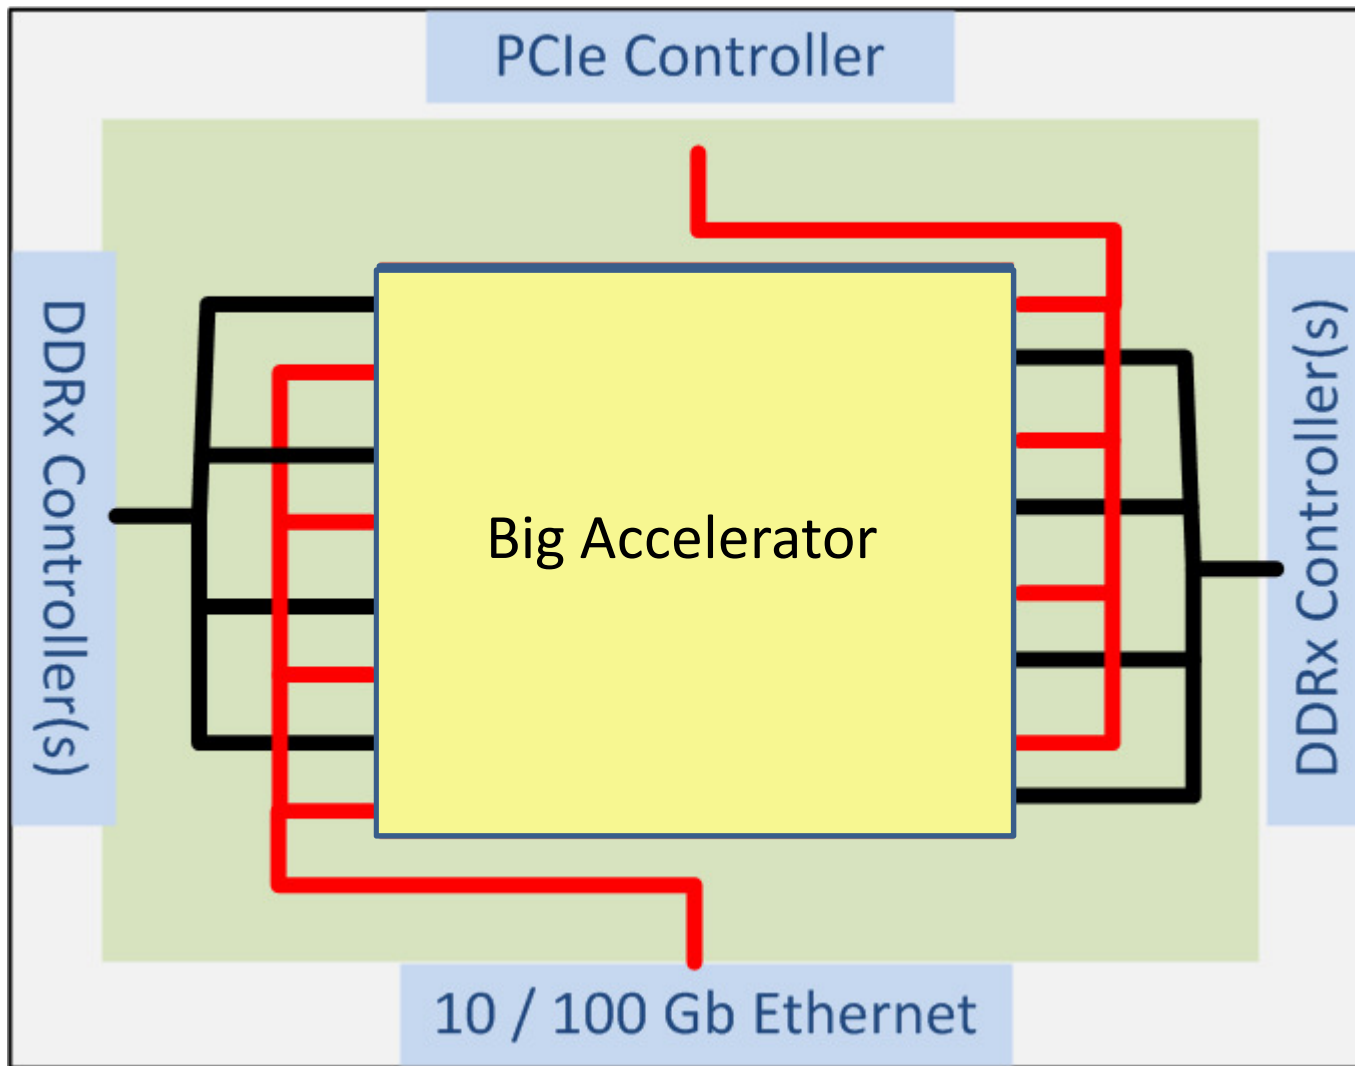 PCIe Controller
DDRx Controller(s)
Big Accelerator
DDRx Controller(s)
10 / 100 Gb Ethernet